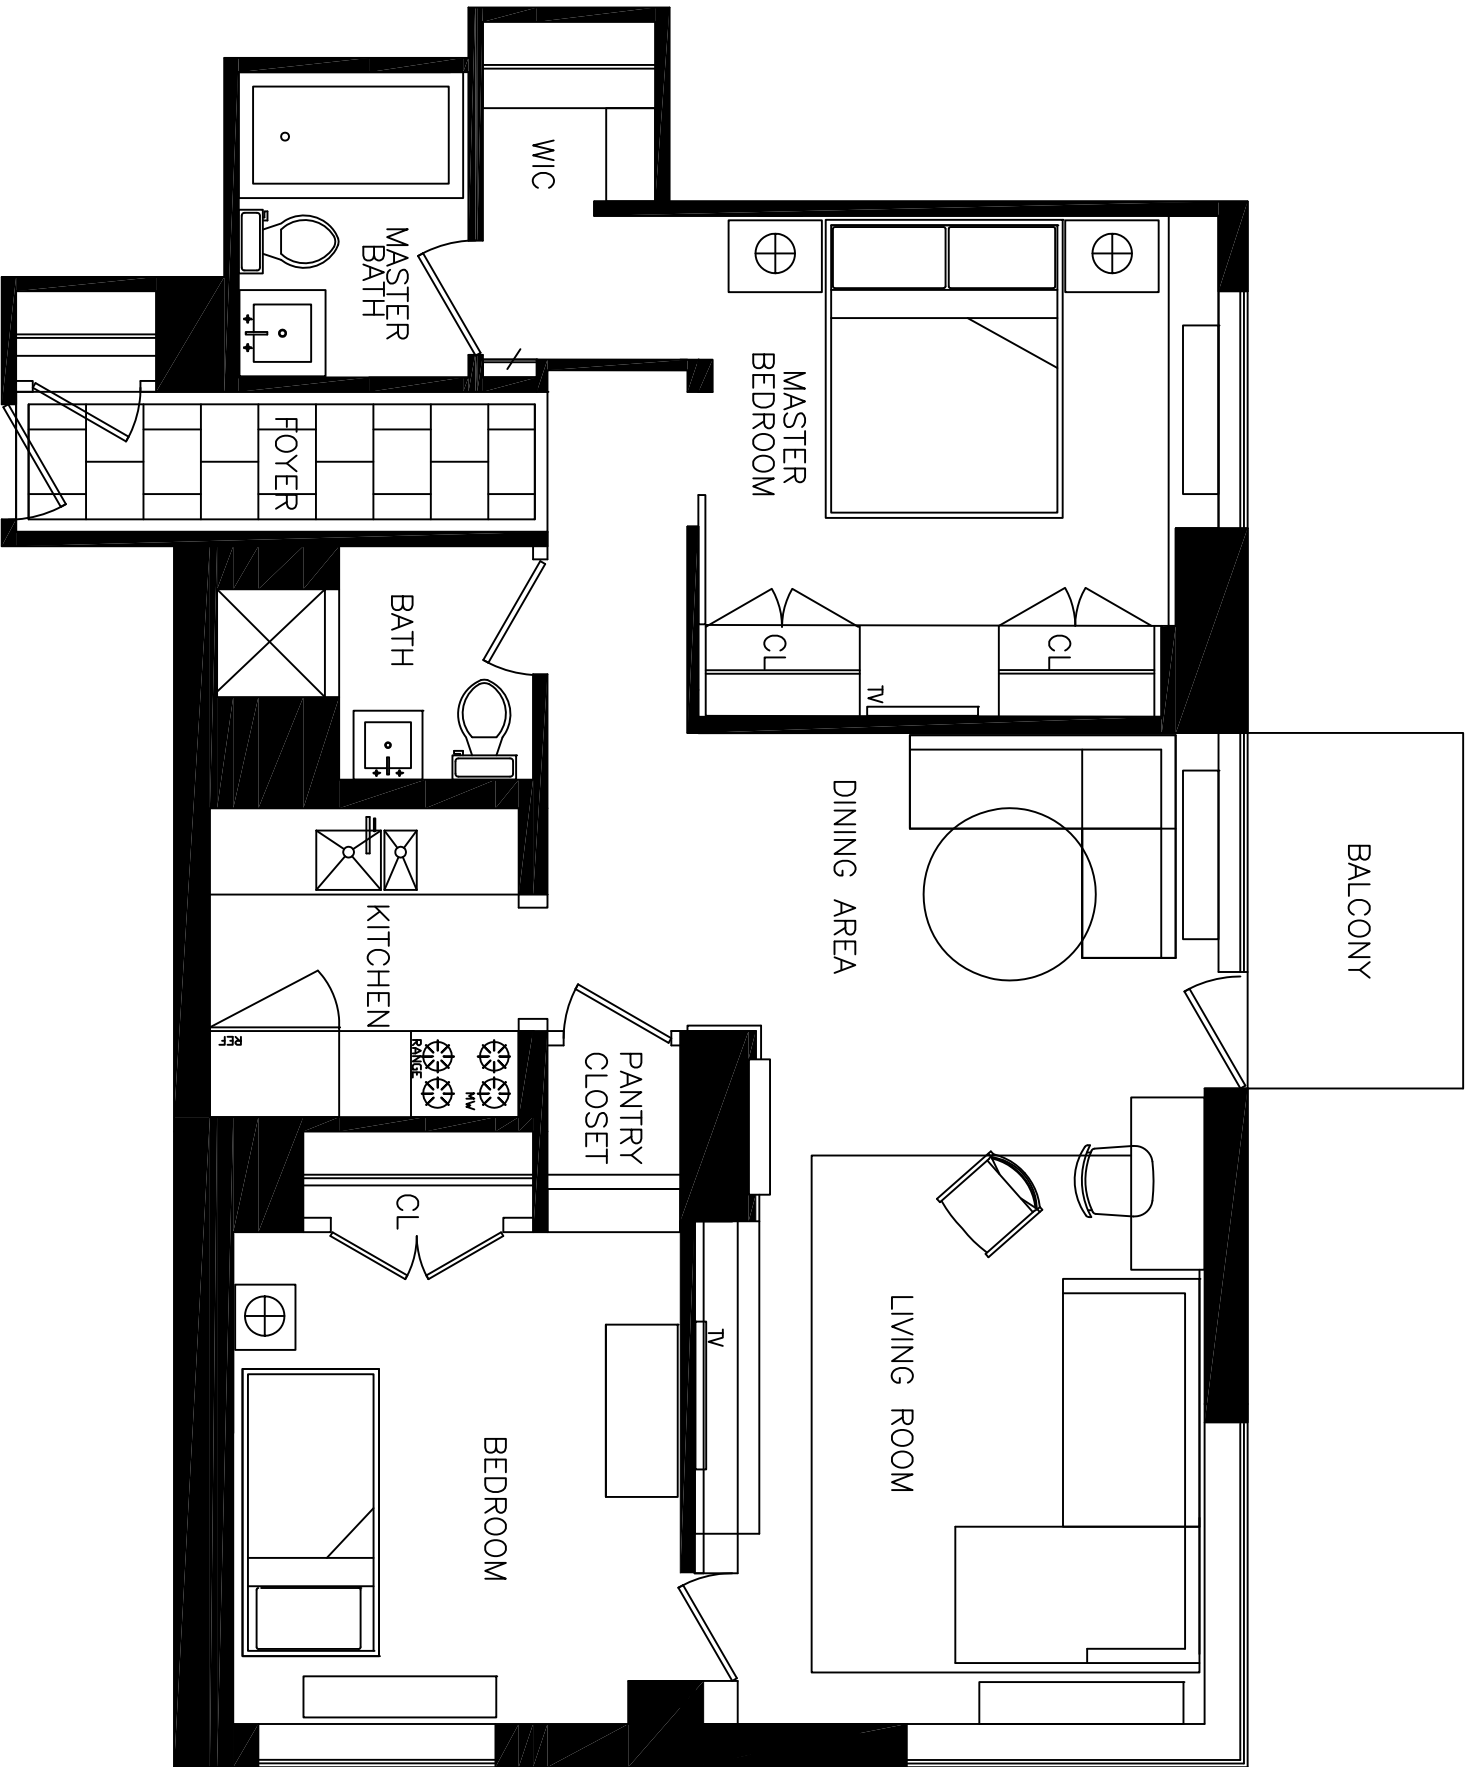 WIC
MASTER
BATH
FOYER
MASTER
BEDROOM
CL
CL
TV
BATH
DINING AREA
BALCONY
KITCHEN
REF
RANGE
MW
PANTRY
CLOSET
CL
LIVING ROOM
TV
BEDROOM